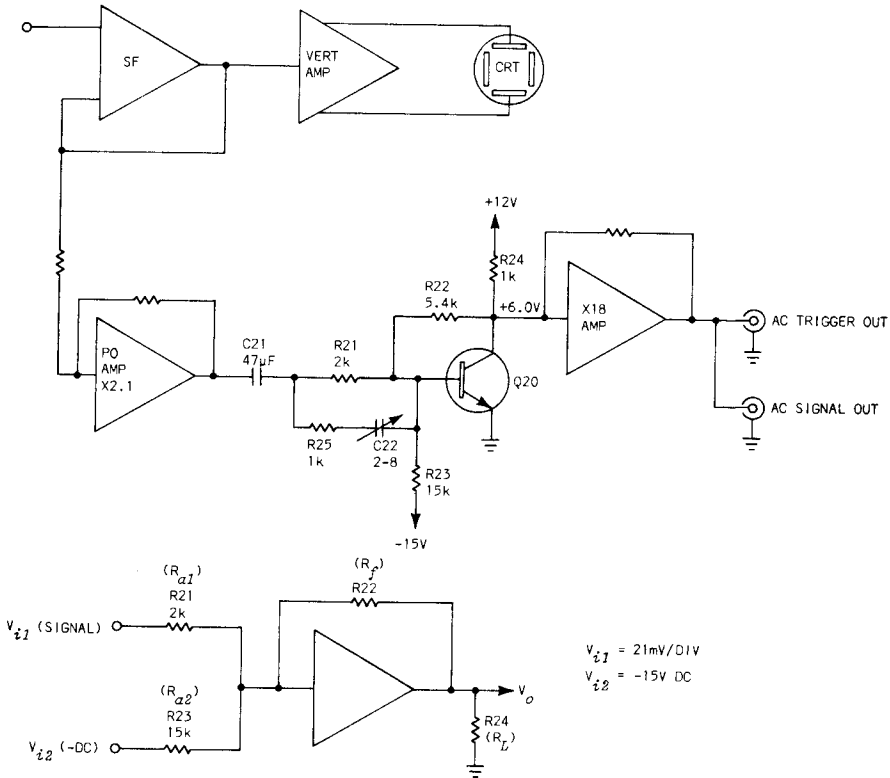 SF
VERT
AMP
CRT
+12V
R24
1k
R22
5.4k
+6.0V
X18
AMP
AC TRIGGER OUT
PO
AMP
X2.1
C21
47μF
R21
2k
Q20
AC SIGNAL OUT
R25
1k
C22
2-8
R23
15k
-15V
(Ra1)
R21
2k
(Rf)
R22
Vi1 (SIGNAL)
Vi1 = 21mV/DIV
Vi2 = -15V DC
(Ra2)
R23
15k
Vo
R24
(RL)
Vi2 (-DC)